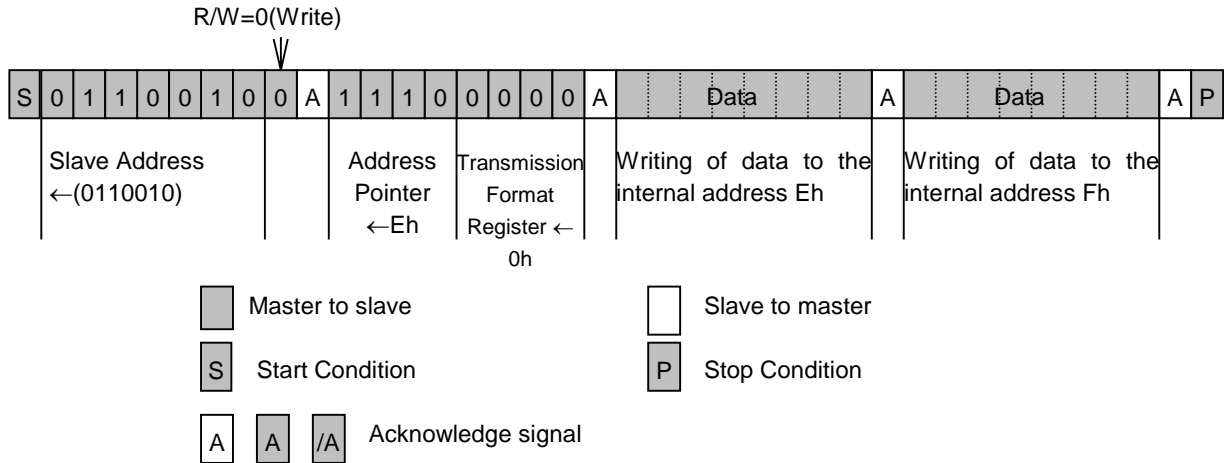 R/W=0(Write)
S 0 1 1 0 0 1 0 0 A 1 1 1 0 0 0 0 0 A Data A Data A P
Slave Address
←(0110010)
Address
Pointer
←Eh
Transmission
Format
Register ←
0h
Writing of data to the
internal address Eh
Writing of data to the
internal address Fh
Master to slave
Slave to master
S Start Condition
P Stop Condition
A A /A Acknowledge signal